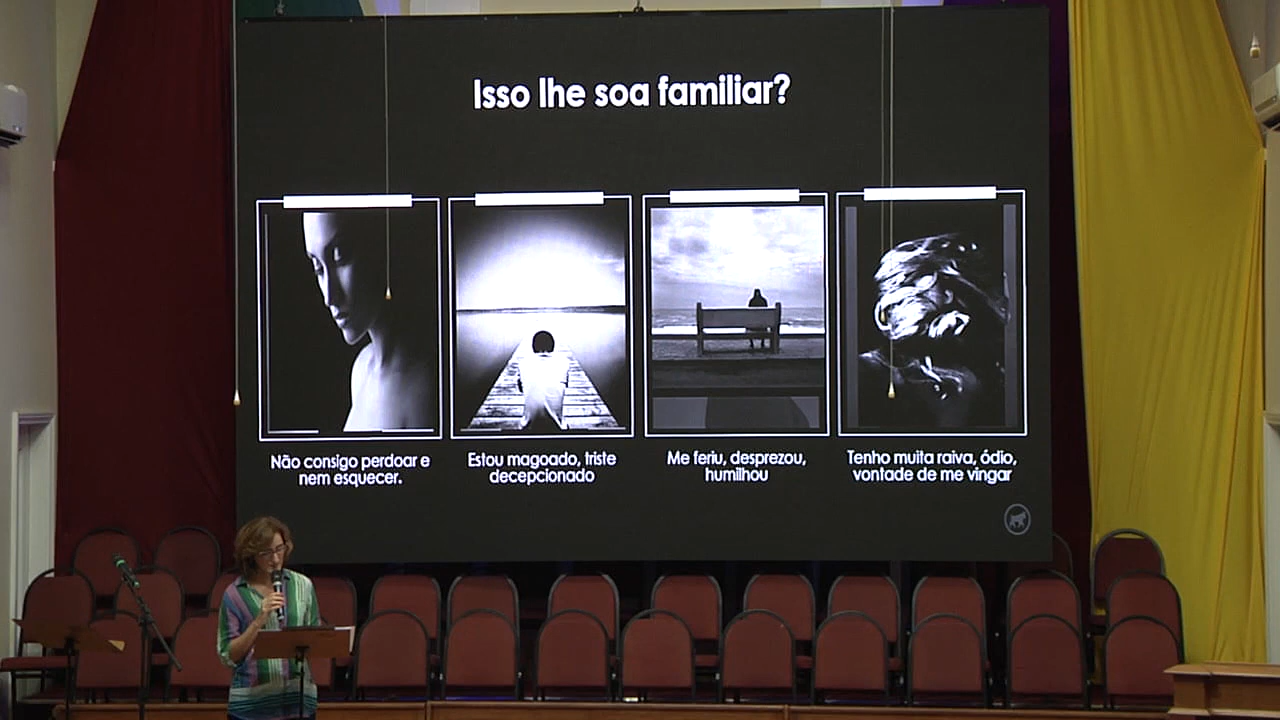 Isso lhe soa familiar?
Não consigo perdoar e
nem esquecer.
Estou magoado, triste
decepcionado
Me feriu, desprezou,
humilhou
Tenho muita raiva, ódio,
vontade de me vingar